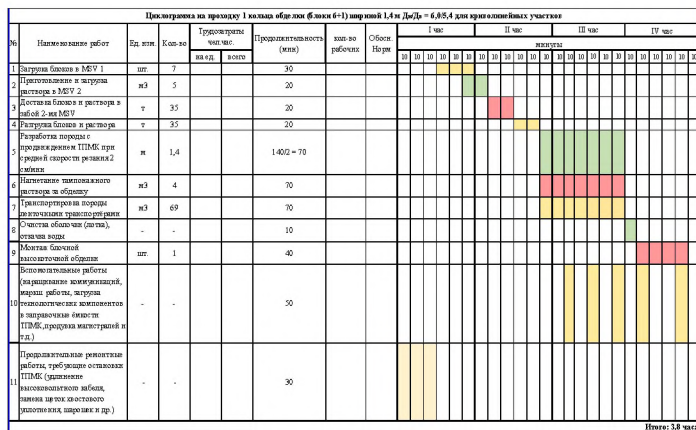 Циклограмма на проходку 1 кольца обделки (блоки 6+1) шириной 1,4 м Дн/Дв = 6,0/5,4 для криволинейных участков
№ Наименование работ Ед. изм. Кол-во Трудозатраты чел.час. Продолжительность (мин) кол-во рабочих Обосн. Норм I час II час III час IV час
на ед. всего минуты
10 10 10 10 10 10 10 10 10 10 10 10 10 10 10 10 10 10 10 10 10 10 10
1 Загрузка блоков в MSV 1 шт. 7 30
2 Приготовление и загрузка
раствора в MSV 2 м3 5 20
3 Доставка блоков и раствора в
забой 2-мя MSV т 35 20
4 Разгрузка блоков и раствора т 35 20
5 Разработка породы с
продвижением ТПМК при
средней скорости резания 2
см/мин м 1,4 140/2 = 70
6 Нагнетание тампонажного
раствора за обделку м3 4 70
7 Транспортировка породы
ленточными транспортёрами м3 69 70
8 Очистка оболочки (лотка),
откачка воды - - 10
9 Монтаж блочной
высокоточной обделки шт. 1 40
10 Вспомогательные работы
(наращивание коммуникаций,
маркш. работы, загрузка
технологических компонентов
в заправочные ёмкости
ТПМК, продувка магистралей и
т.д.) - - 50
11 Продолжительные ремонтные
работы, требующие остановки
ТПМК (удлинение
высоковольтного кабеля,
замена щеток хвостового
уплотнения, шарошек и др.) - - 30
Итого: 3,8 часа